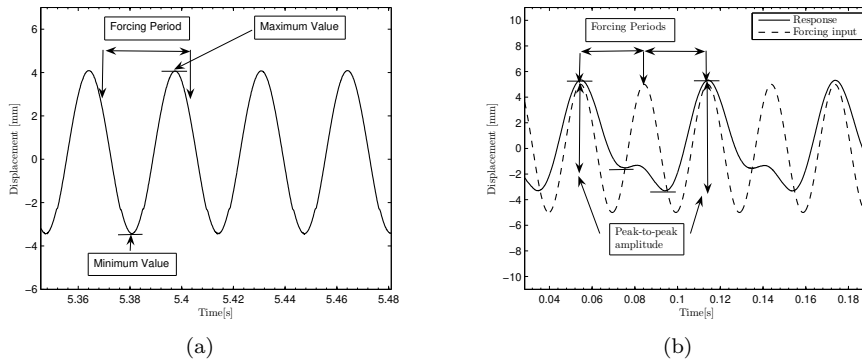 Forcing Period
Maximum Value
Minimum Value
Displacement [mm]
6
4
2
0
−2
−4
−6
5.36
5.38
5.4
5.42
5.44
5.46
5.48
Time[s]
(a)
Forcing Periods
Response
Forcing input
Peak-to-peak
amplitude
Displacement [mm]
10
8
6
4
2
0
−2
−4
−6
−8
−10
0.04
0.06
0.08
0.1
0.12
0.14
0.16
0.18
Time[s]
(b)